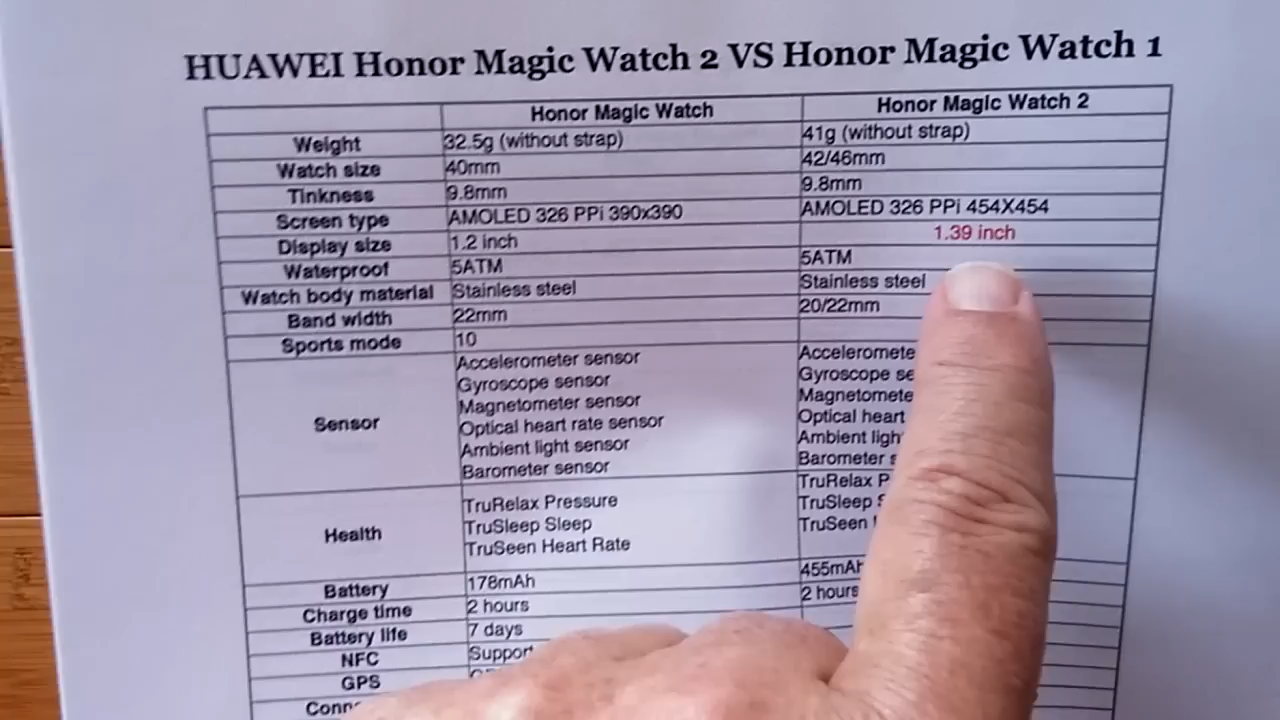 HUAWEI Honor Magic Watch 2 VS Honor Magic Watch 1
Honor Magic Watch Honor Magic Watch 2
Weight 32.5g (without strap) 41g (without strap)
Watch size 40mm 42/46mm
Tinkness 9.8mm 9.8mm
Screen type AMOLED 326 PPi 390x390 AMOLED 326 PPi 454X454
Display size 1.2 inch 1.39 inch
Waterproof 5ATM 5ATM
Watch body material Stainless steel Stainless steel
Band width 22mm 20/22mm
Sports mode 10
Sensor
Accelerometer sensor
Gyroscope sensor
Magnetometer sensor
Optical heart rate sensor
Ambient light sensor
Barometer sensor
Acceleromete
Gyroscope se
Magnetomete
Optical heart
Ambient ligh
Barometer
Health
TruRelax Pressure
TruSleep Sleep
TruSeen Heart Rate
TruRelax P
TruSleep
TruSeen
Battery 178mAh 455mAh
Charge time 2 hours 2 hours
Battery life 7 days
NFC Support
GPS
Conn